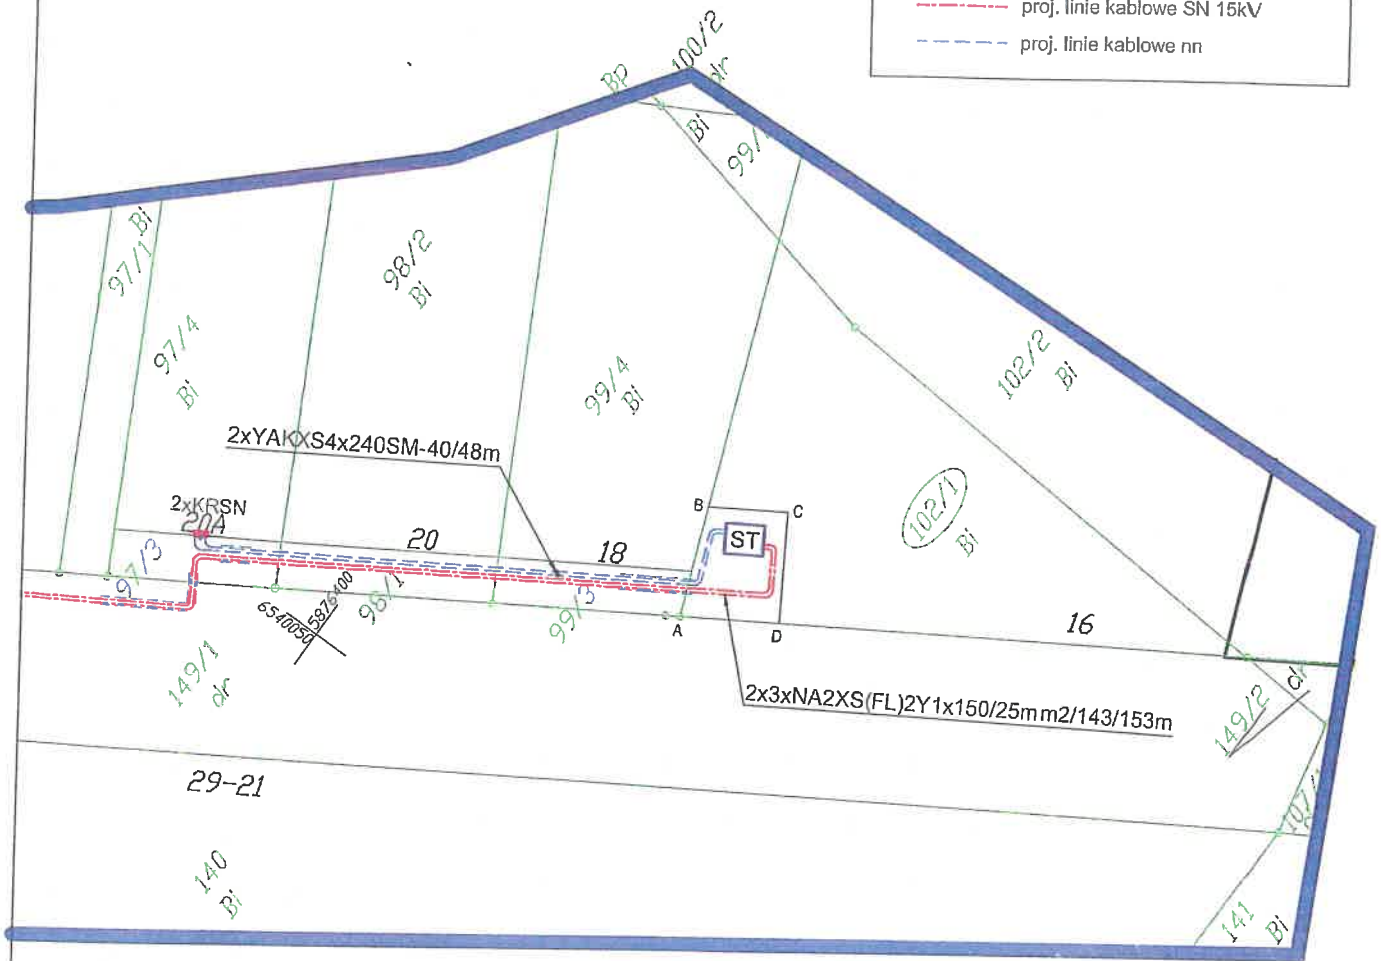 proj. linie kablowe SN 15kV
proj. linie kablowe nn
100/2
dr
Bp
Bi
99/
Bi
97/1
98/2
Bi
97/4
Bi
99/4
Bi
102/2
Bi
2xYAKXS4x240SM-40/48m
2xKRSN
20A
20
18
B
C
ST
102/1
Bi
97/3
98/1
99/3
6540050
5876400
A
D
16
149/1
dr
2x3xNA2XS(FL)2Y1x150/25mm2/143/153m
149/2
dr
29-21
107/
140
Bi
141
Bi